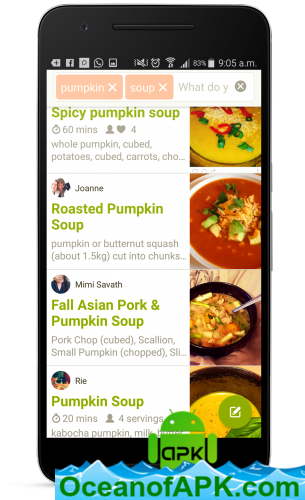 83% 9:05 a.m.
pumpkin × soup × What do y
Spicy pumpkin soup
60 mins 4
whole pumpkin, cubed,
potatoes, cubed, carrots, cho...
Joanne
Roasted Pumpkin
Soup
pumpkin or butternut squash
(about 1.5kg) cut into chunks...
Mimi Savath
Fall Asian Pork &
Pumpkin Soup
Pork Chop (cubed), Scallion,
Small Pumpkin (chopped), Sli...
Rie
Pumpkin Soup
20 mins 4 servings
kabocha pumpkin, milk, butter,
apk
OceanofAPK.com